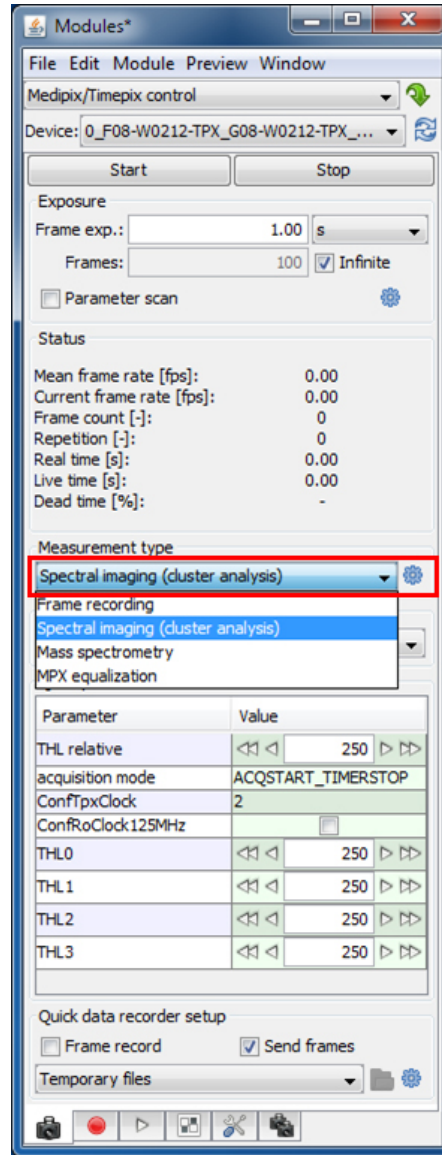 Modules*
File Edit Module Preview Window
Medipix/Timepix control
Device: 0_F08-W0212-TPX_G08-W0212-TPX_...
Start Stop
Exposure
Frame exp.: 1.00 s
Frames: 100 Infinite
Parameter scan
Status
Mean frame rate [fps]: 0.00
Current frame rate [fps]: 0.00
Frame count [-]: 0
Repetition [-]: 0
Real time [s]: 0.00
Live time [s]: 0.00
Dead time [%]: -
Measurement type
Spectral imaging (cluster analysis)
Frame recording
Spectral imaging (cluster analysis)
Mass spectrometry
MPX equalization
Parameter Value
THL relative 250
acquisition mode ACQSTART_TIMERSTOP
ConfTpxClock 2
ConfRoClock125MHz
THL0 250
THL1 250
THL2 250
THL3 250
Quick data recorder setup
Frame record Send frames
Temporary files